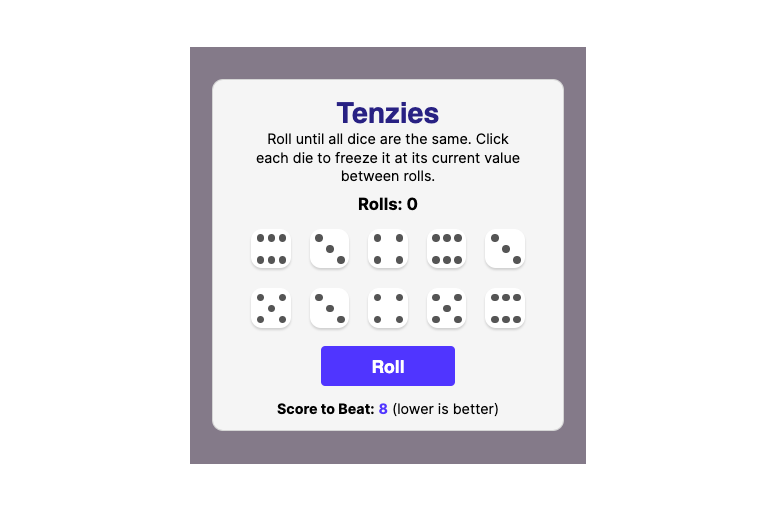 Tenzies
Roll until all dice are the same. Click
each die to freeze it at its current value
between rolls.
Rolls: 0
Roll
Score to Beat: 8 (lower is better)